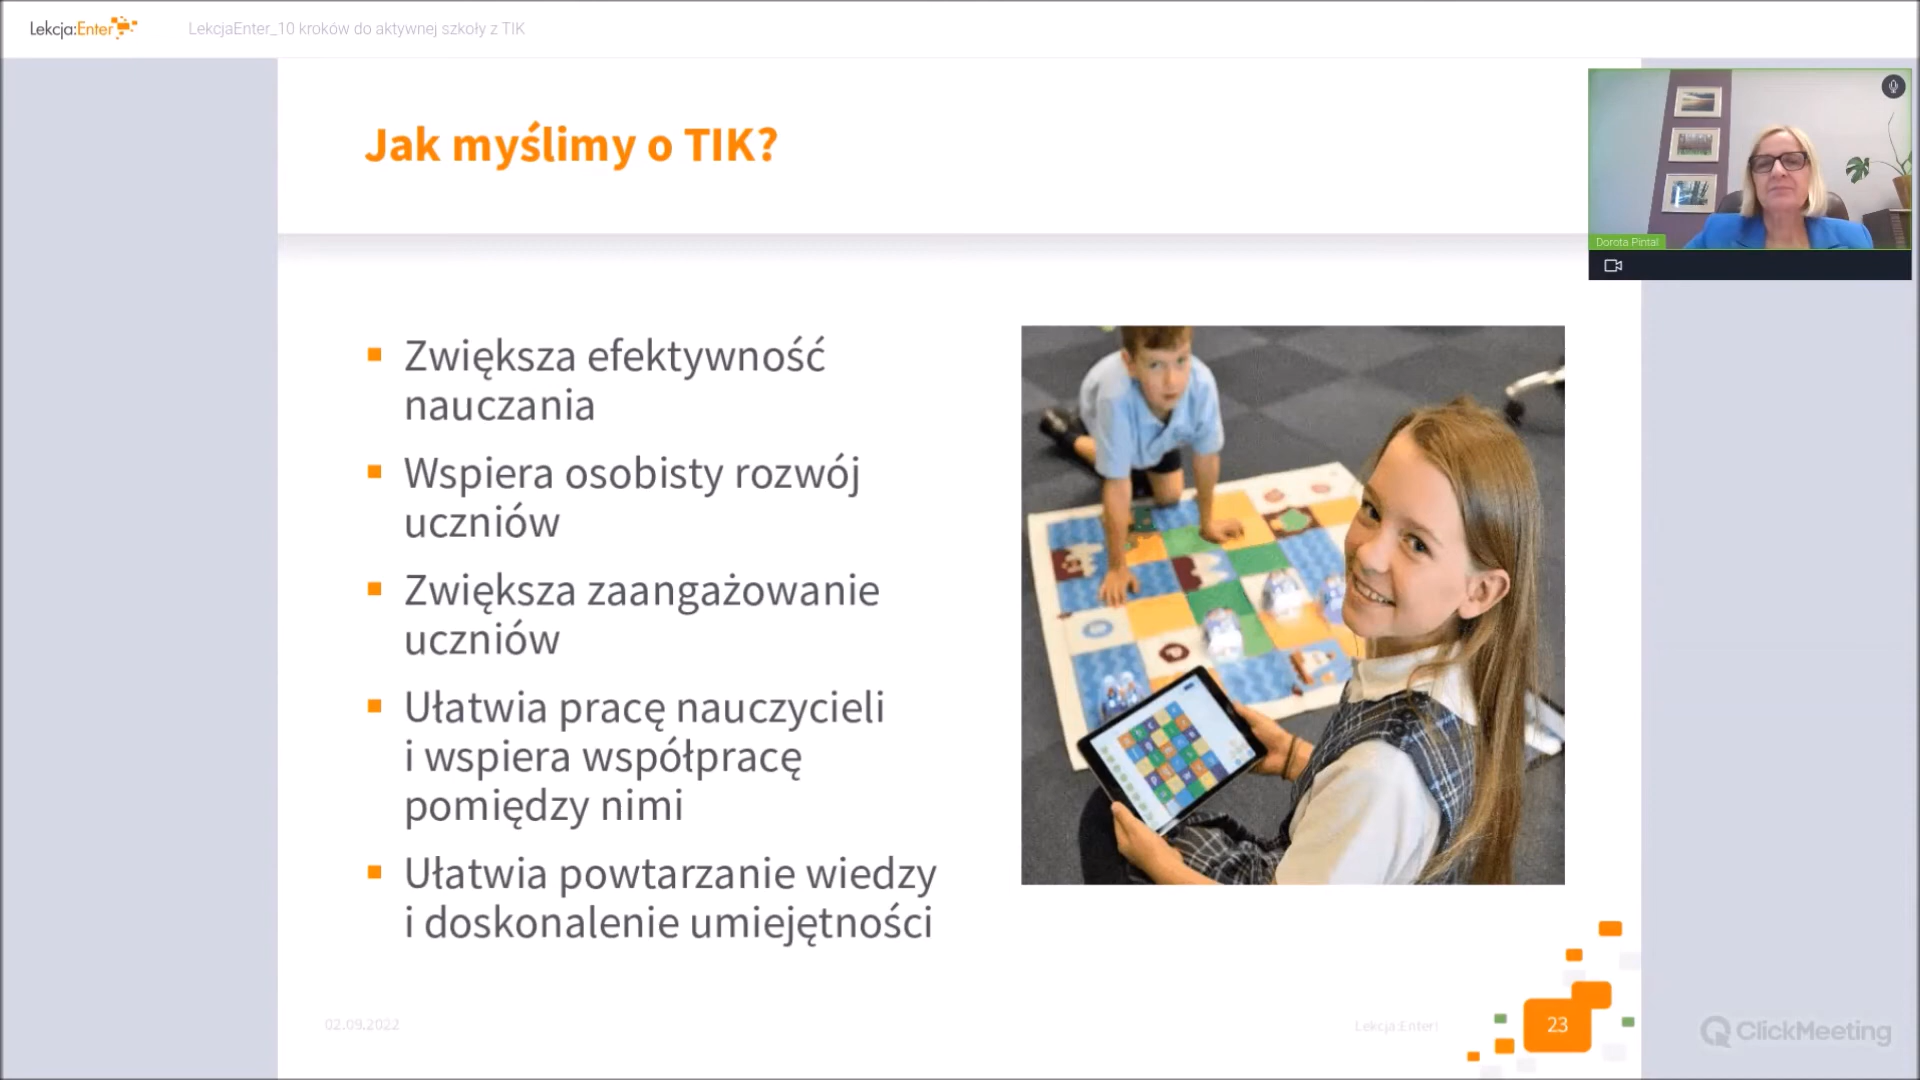 Lekcja:Enter
LekcjaEnter_10 kroków do aktywnej szkoły z TIK
Jak myślimy o TIK?
Dorota Pintal
Zwiększa efektywność
nauczania
Wspiera osobisty rozwój
uczniów
Zwiększa zaangażowanie
uczniów
Ułatwia pracę nauczycieli
i wspiera współpracę
pomiędzy nimi
Ułatwia powtarzanie wiedzy
i doskonalenie umiejętności
02.09.2022
Lekcja:Enter!
23
ClickMeeting